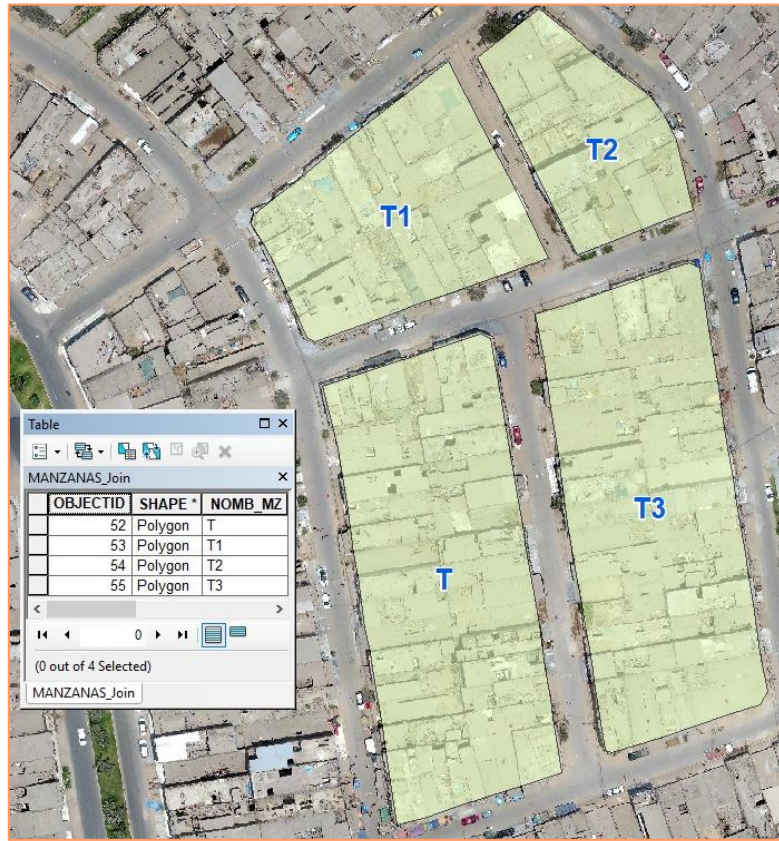 T2
T1
T3
T
Table
MANZANAS_Join
OBJECTID SHAPE * NOMB_MZ
52 Polygon T
53 Polygon T1
54 Polygon T2
55 Polygon T3
0
(0 out of 4 Selected)
MANZANAS_Join